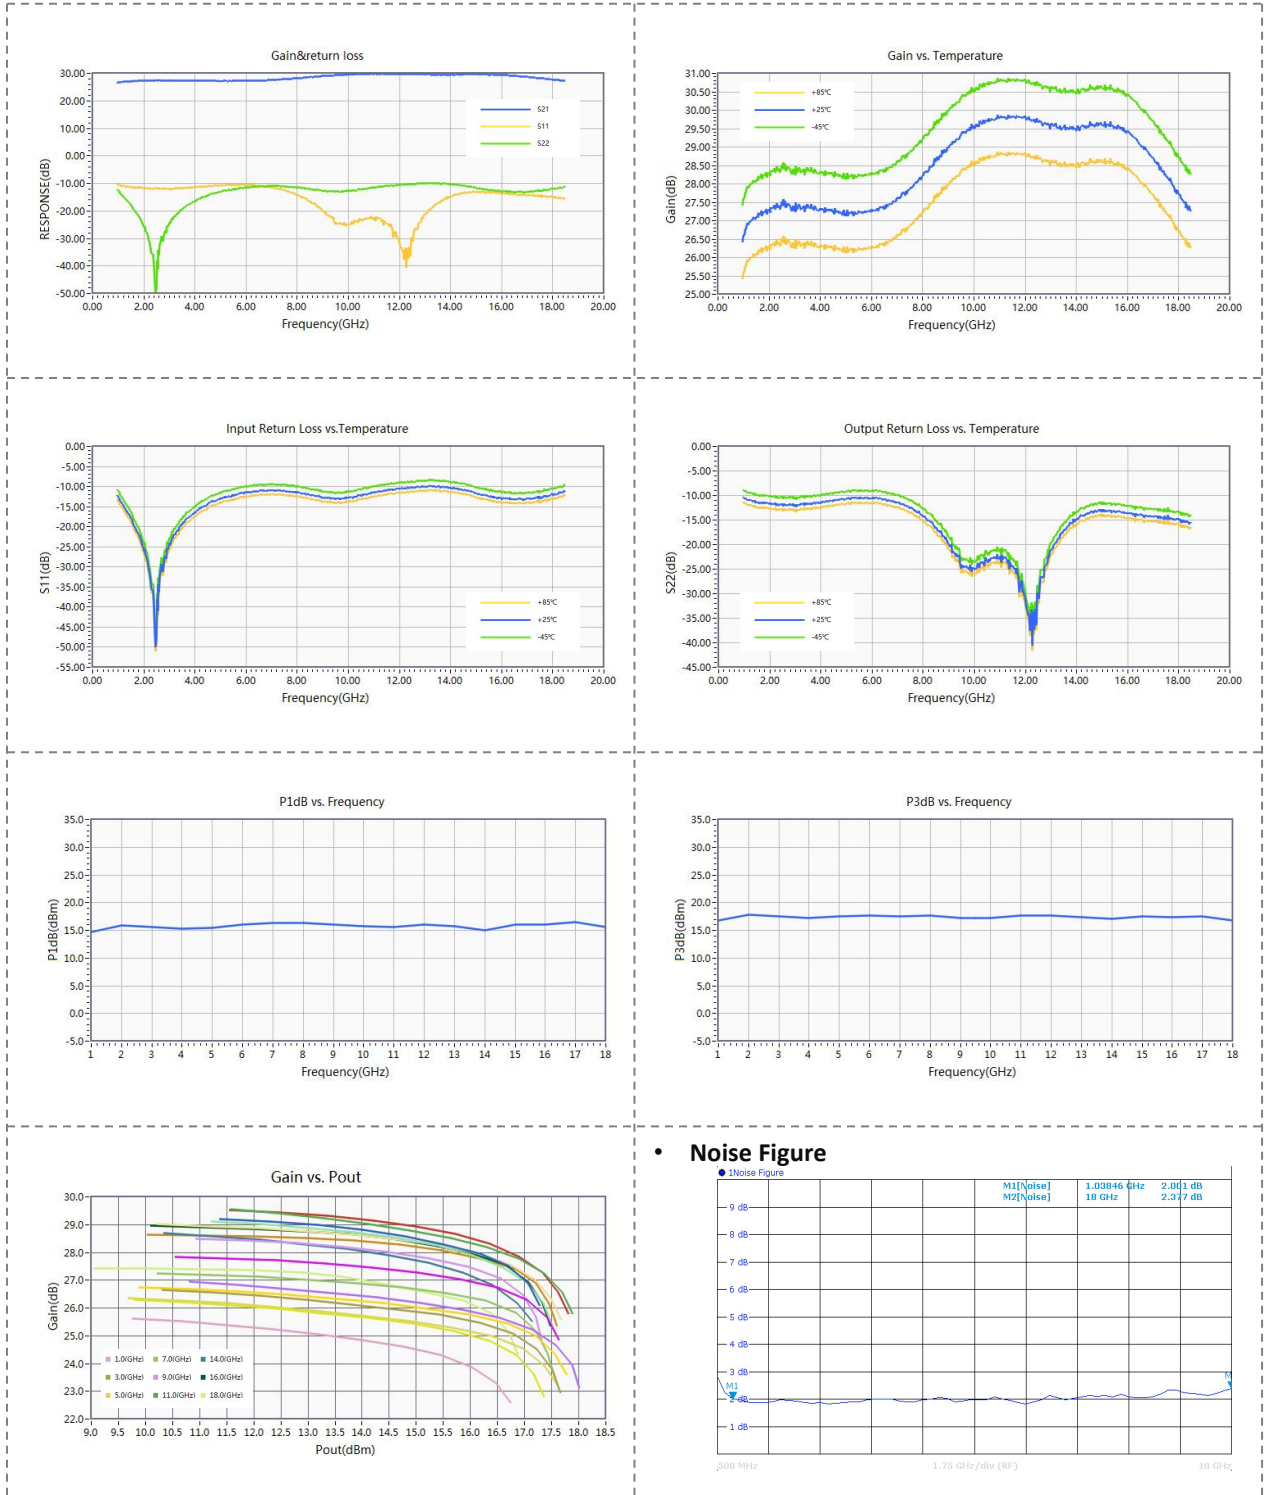 Gain&return loss
30.00
20.00
10.00
0.00
-10.00
-20.00
-30.00
-40.00
-50.00
RESPONSE(dB)
S21
S11
S22
0.00 2.00 4.00 6.00 8.00 10.00 12.00 14.00 16.00 18.00 20.00
Frequency(GHz)
Gain vs. Temperature
31.00
30.50
30.00
29.50
29.00
28.50
28.00
27.50
27.00
26.50
26.00
25.50
25.00
Gain(dB)
+85℃
+25℃
-45℃
0.00 2.00 4.00 6.00 8.00 10.00 12.00 14.00 16.00 18.00 20.00
Frequency(GHz)
Input Return Loss vs.Temperature
0.00
-5.00
-10.00
-15.00
-20.00
-25.00
-30.00
-35.00
-40.00
-45.00
-50.00
-55.00
S11(dB)
+85℃
+25℃
-45℃
0.00 2.00 4.00 6.00 8.00 10.00 12.00 14.00 16.00 18.00 20.00
Frequency(GHz)
Output Return Loss vs. Temperature
0.00
-5.00
-10.00
-15.00
-20.00
-25.00
-30.00
-35.00
-40.00
-45.00
S22(dB)
+85℃
+25℃
-45℃
0.00 2.00 4.00 6.00 8.00 10.00 12.00 14.00 16.00 18.00 20.00
Frequency(GHz)
P1dB vs. Frequency
35.0
30.0
25.0
20.0
15.0
10.0
5.0
0.0
-5.0
P1dB(dBm)
1 2 3 4 5 6 7 8 9 10 11 12 13 14 15 16 17 18
Frequency(GHz)
P3dB vs. Frequency
35.0
30.0
25.0
20.0
15.0
10.0
5.0
0.0
-5.0
P3dB(dBm)
1 2 3 4 5 6 7 8 9 10 11 12 13 14 15 16 17 18
Frequency(GHz)
Gain vs. Pout
30.0
29.0
28.0
27.0
26.0
25.0
24.0
23.0
22.0
Gain(dB)
1.0(GHz) 7.0(GHz) 14.0(GHz)
3.0(GHz) 9.0(GHz) 16.0(GHz)
5.0(GHz) 11.0(GHz) 18.0(GHz)
9.0 9.5 10.0 10.5 11.0 11.5 12.0 12.5 13.0 13.5 14.0 14.5 15.0 15.5 16.0 16.5 17.0 17.5 18.0 18.5
Pout(dBm)
• Noise Figure
1Noise Figure
M1[Noise] 1.03846 GHz 2.001 dB
M2[Noise] 18 GHz 2.377 dB
9 dB
8 dB
7 dB
6 dB
5 dB
4 dB
3 dB
M1
M
2 dB
1 dB
500 MHz 1.75 GHz/div (RF) 18 GHz